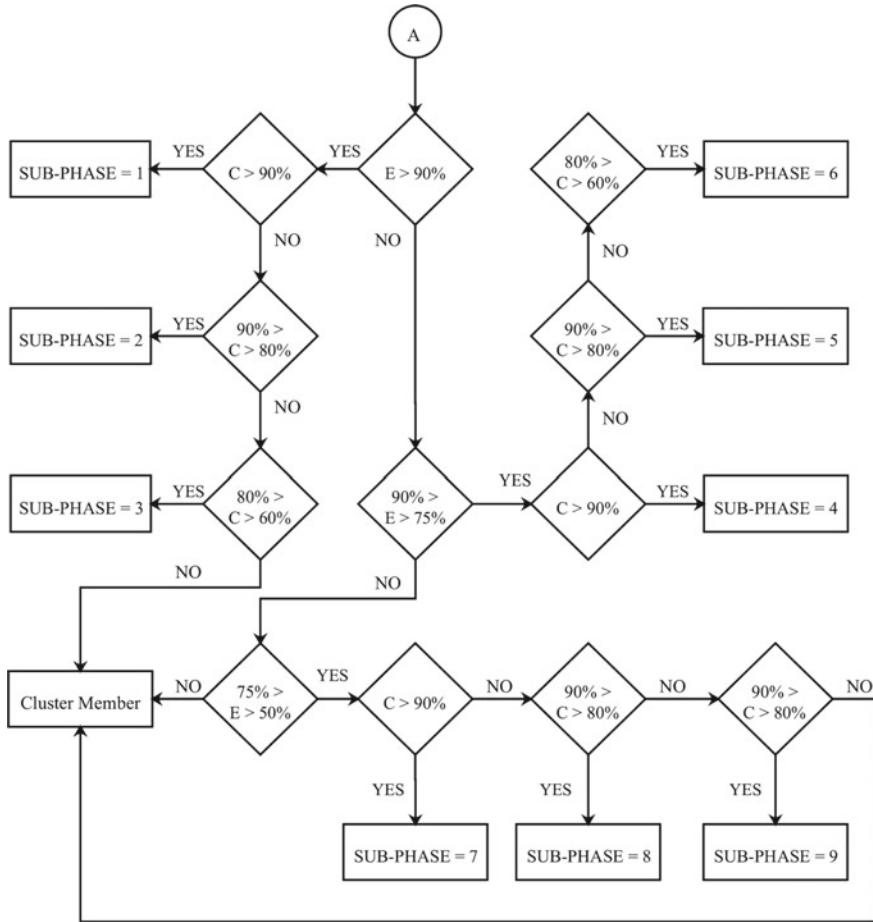 A
YES
YES
YES
SUB-PHASE = 1
C > 90%
E > 90%
80% >
C > 60%
SUB-PHASE = 6
NO
NO
NO
YES
YES
SUB-PHASE = 2
90% >
C > 80%
90% >
C > 80%
SUB-PHASE = 5
NO
NO
YES
YES
YES
SUB-PHASE = 3
80% >
C > 60%
90% >
E > 75%
C > 90%
SUB-PHASE = 4
NO
NO
NO
YES
NO
NO
NO
Cluster Member
75% >
E > 50%
C > 90%
90% >
C > 80%
90% >
C > 80%
YES
YES
YES
SUB-PHASE = 7
SUB-PHASE = 8
SUB-PHASE = 9